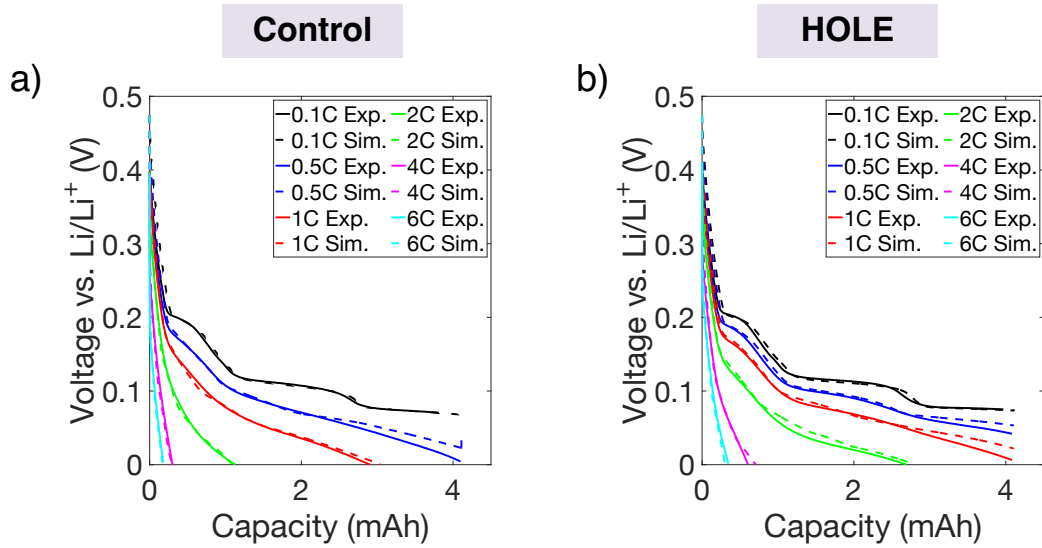 Control
HOLE
a)
0.5
0.4
0.3
0.2
0.1
0
Voltage vs. Li/Li⁺ (V)
0.1C Exp.
0.1C Sim.
0.5C Exp.
0.5C Sim.
1C Exp.
1C Sim.
2C Exp.
2C Sim.
4C Exp.
4C Sim.
6C Exp.
6C Sim.
0 2 4
Capacity (mAh)
b)
0.5
0.4
0.3
0.2
0.1
0
Voltage vs. Li/Li⁺ (V)
0.1C Exp.
0.1C Sim.
0.5C Exp.
0.5C Sim.
1C Exp.
1C Sim.
2C Exp.
2C Sim.
4C Exp.
4C Sim.
6C Exp.
6C Sim.
0 2 4
Capacity (mAh)